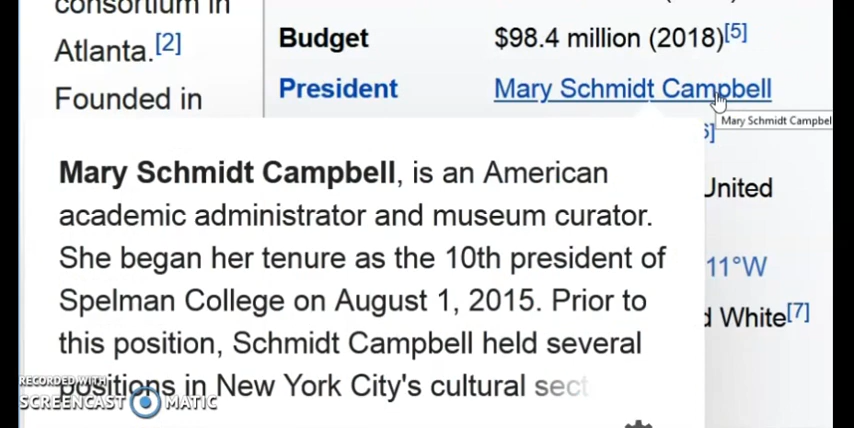 consortium in
Atlanta.[2]
Founded in
Budget $98.4 million (2018)[5]
President Mary Schmidt Campbell
Mary Schmidt Campbel
6]
United
11°W
d White[7]
Mary Schmidt Campbell, is an American
academic administrator and museum curator.
She began her tenure as the 10th president of
Spelman College on August 1, 2015. Prior to
this position, Schmidt Campbell held several
positions in New York City's cultural sect
RECORDED WITH
SCREENCAST MATIC